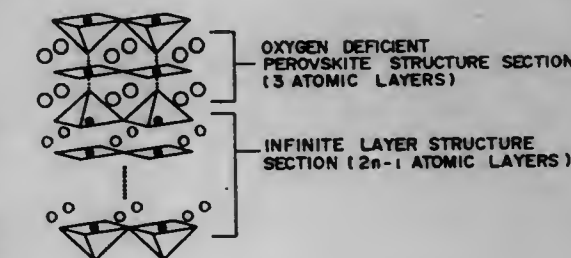 OXYGEN DEFICIENT
PEROVSKITE STRUCTURE SECTION
(3 ATOMIC LAYERS)
INFINITE LAYER STRUCTURE
SECTION (2n-1 ATOMIC LAYERS)